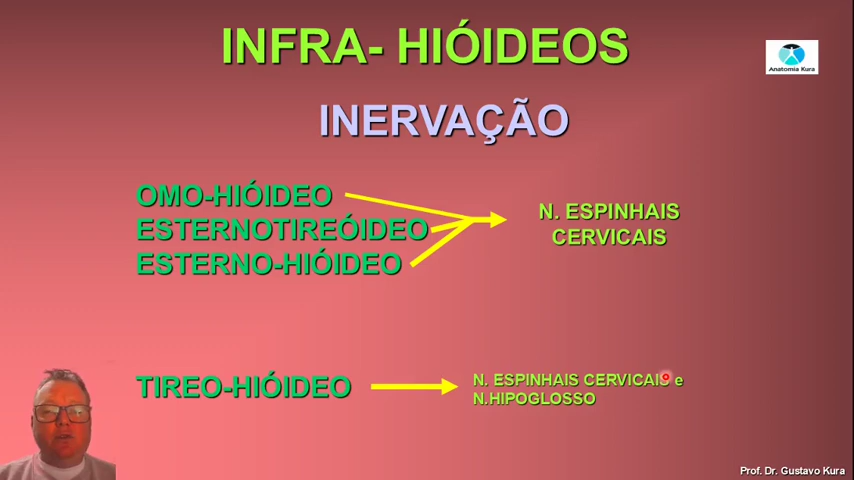 INFRA- HIÓIDEOS
Anatomia Kura
INERVAÇÃO
OMO-HIÓIDEO
ESTERNOTIREÓIDEO
ESTERNO-HIÓIDEO
N. ESPINHAIS
CERVICAIS
TIREO-HIÓIDEO
N. ESPINHAIS CERVICAIS e
N.HIPOGLOSSO
Prof. Dr. Gustavo Kura